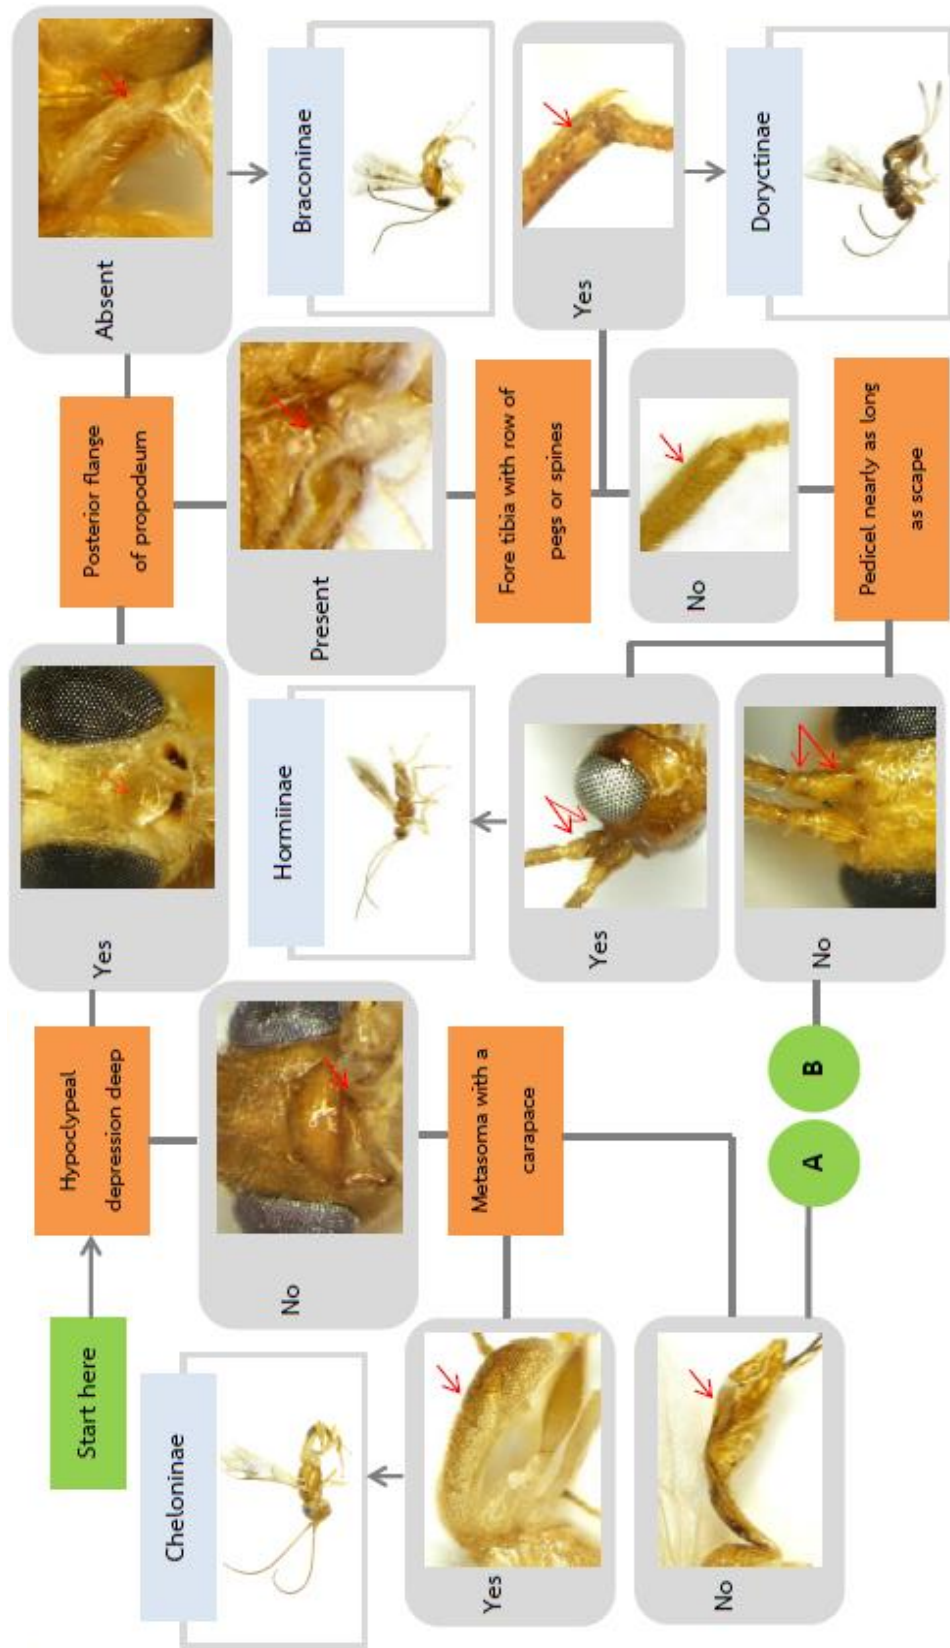 Start here
Hypoclypeal
depression deep
Yes
Posterior flange
of propodeum
Absent
Braconinae
Present
Fore tibia with row of
pegs or spines
Yes
Doryctinae
No
Pedicel nearly as long
as scape
Yes
Hormiinae
No
B
No
Metasoma with a
carapace
Yes
Cheloninae
No
A